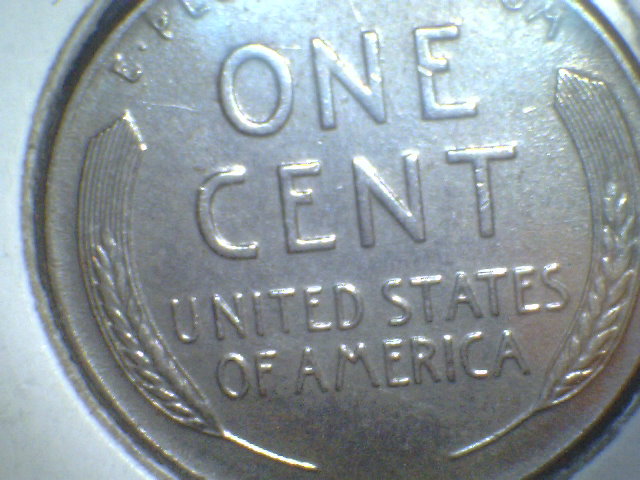 ONE
CENT
UNITED STATES
OF AMERICA